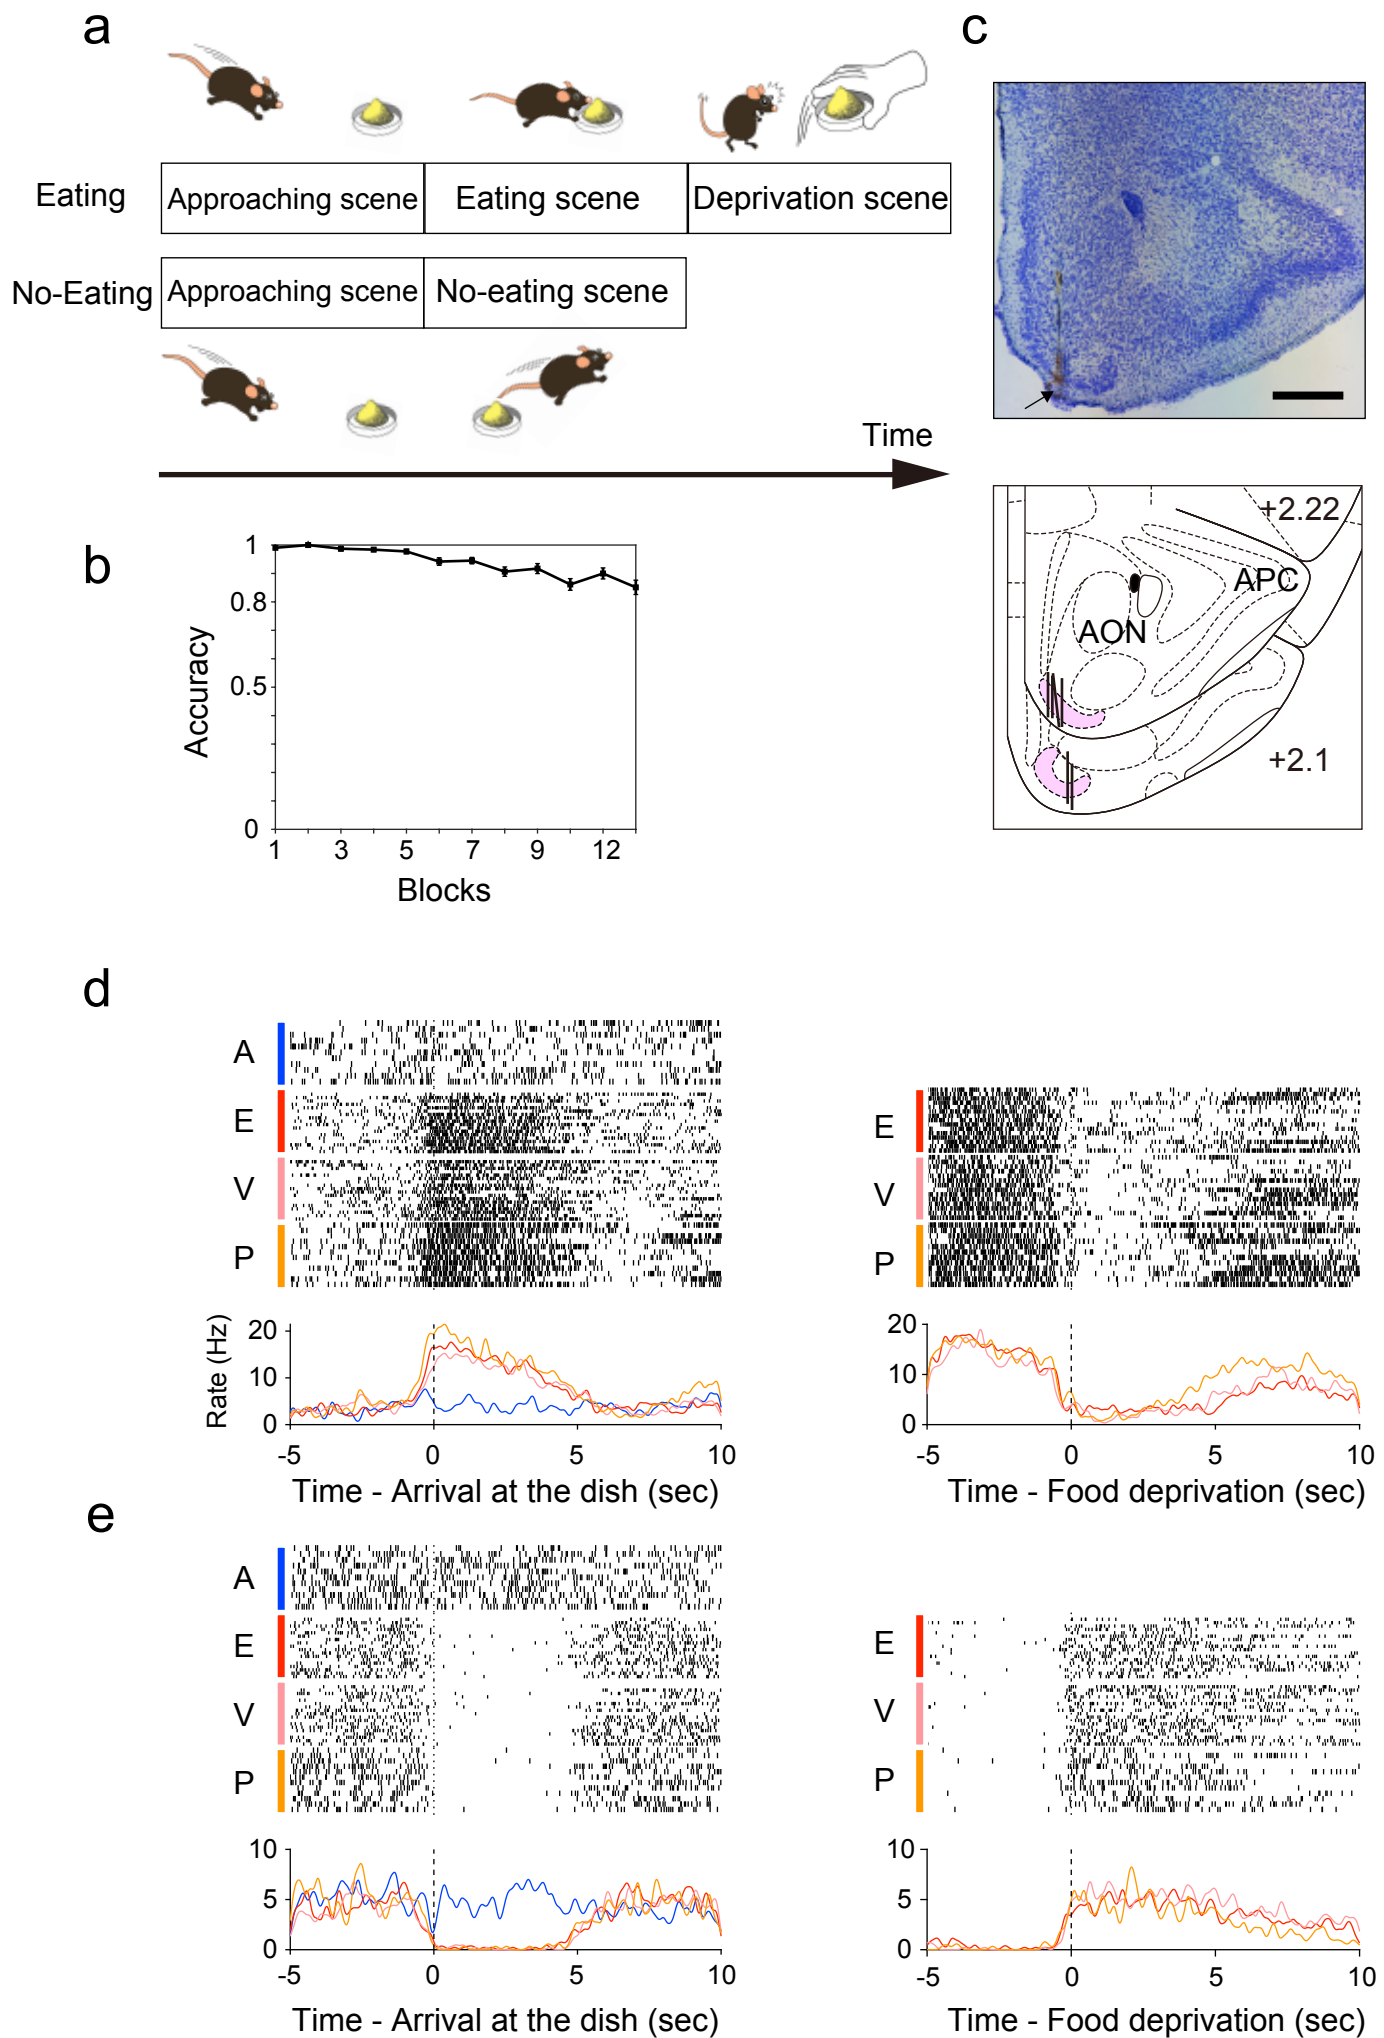 a
Eating
Approaching scene
Eating scene
Deprivation scene
No-Eating
Approaching scene
No-eating scene
Time
b
1
0.8
0.5
0
Accuracy
1 3 5 7 9 12
Blocks
c
+2.22
APC
AON
+2.1
d
A
E
V
P
20
10
0
Rate (Hz)
-5 0 5 10
Time - Arrival at the dish (sec)
E
V
P
20
10
0
-5 0 5 10
Time - Food deprivation (sec)
e
A
E
V
P
10
5
0
-5 0 5 10
Time - Arrival at the dish (sec)
E
V
P
10
5
0
-5 0 5 10
Time - Food deprivation (sec)